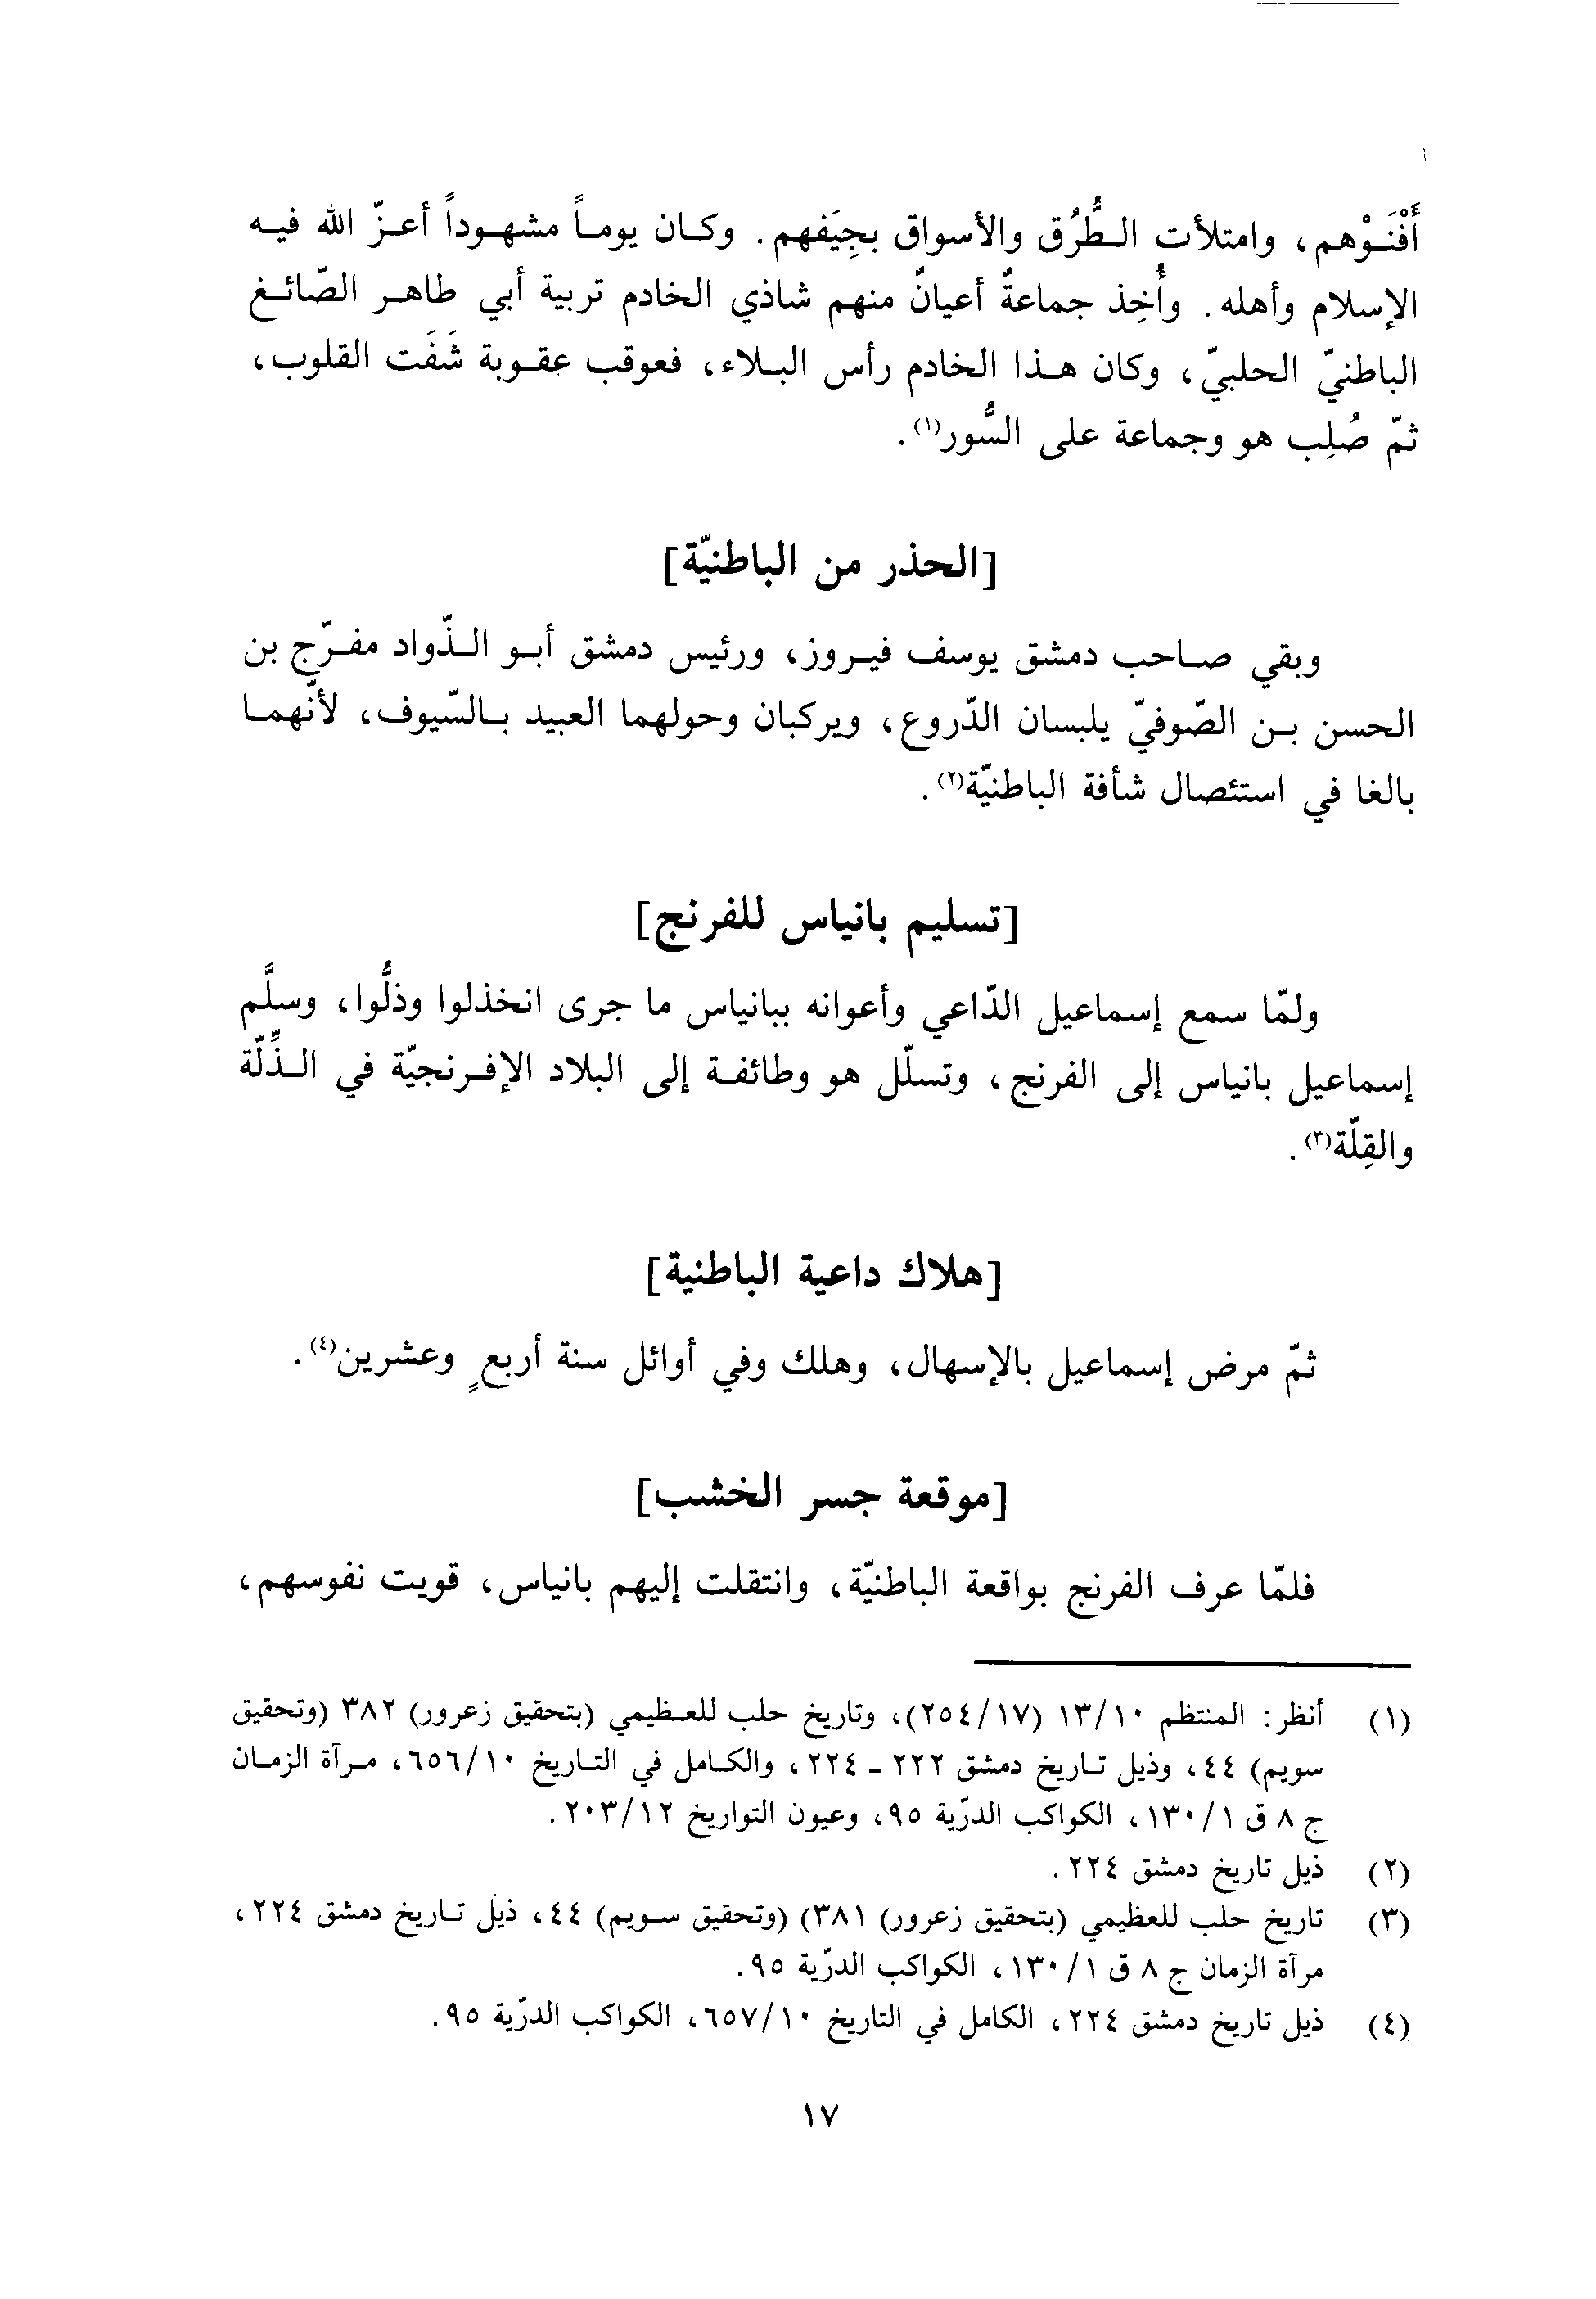 أَفْنَوْهم، وامتلأت الطُّرُق والأسواق بجِيَفهم. وكان يوماً مشهوداً أعزّ الله فيه
الإسلام وأهله. وأُخِذ جماعةُ أعيانٌ منهم شاذي الخادم تربية أبي طاهر الصّائغ
الباطنيّ الحلبيّ، وكان هذا الخادم رأس البلاء، فعوقب عقوبة شَفَت القلوب،
ثمّ صُلِب هو وجماعة على السُّور(١).
[الحذر من الباطنيّة]
وبقي صاحب دمشق يوسف فيروز، ورئيس دمشق أبو الذّواد مفرّج بن
الحسن بن الصّوفيّ يلبسان الدّروع، ويركبان وحولهما العبيد بالسّيوف، لأنّهما
بالغا في استئصال شأفة الباطنيّة(٢).
[تسليم بانياس للفرنج]
ولمّا سمع إسماعيل الدّاعي وأعوانه ببانياس ما جرى انخذلوا وذلُّوا، وسلَّم
إسماعيل بانياس إلى الفرنج، وتسلّل هو وطائفة إلى البلاد الإفرنجيّة في الذِّلّة
والقِلّة(٣).
[هلاك داعية الباطنية]
ثمّ مرض إسماعيل بالإسهال، وهلك وفي أوائل سنة أربعٍ وعشرين(٤).
[موقعة جسر الخشب]
فلمّا عرف الفرنج بواقعة الباطنيّة، وانتقلت إليهم بانياس، قويت نفوسهم،
(١) أنظر: المنتظم ١٣/١٠ (٢٥٤/١٧)، وتاريخ حلب للعظيمي (بتحقيق زعرور) ٣٨٢ (وتحقيق
سويم) ٤٤، وذيل تاريخ دمشق ٢٢٢ ـ ٢٢٤، والكامل في التاريخ ٦٥٦/١٠، مرآة الزمان
ج ٨ ق ١٣٠/١، الكواكب الدرّية ٩٥، وعيون التواريخ ٢٠٣/١٢.
(٢) ذيل تاريخ دمشق ٢٢٤.
(٣) تاريخ حلب للعظيمي (بتحقيق زعرور) ٣٨١) (وتحقيق سويم) ٤٤، ذيل تاريخ دمشق ٢٢٤،
مرآة الزمان ج ٨ ق ١٣٠/١، الكواكب الدرّية ٩٥.
(٤) ذيل تاريخ دمشق ٢٢٤، الكامل في التاريخ ٦٥٧/١٠، الكواكب الدرّية ٩٥.
١٧